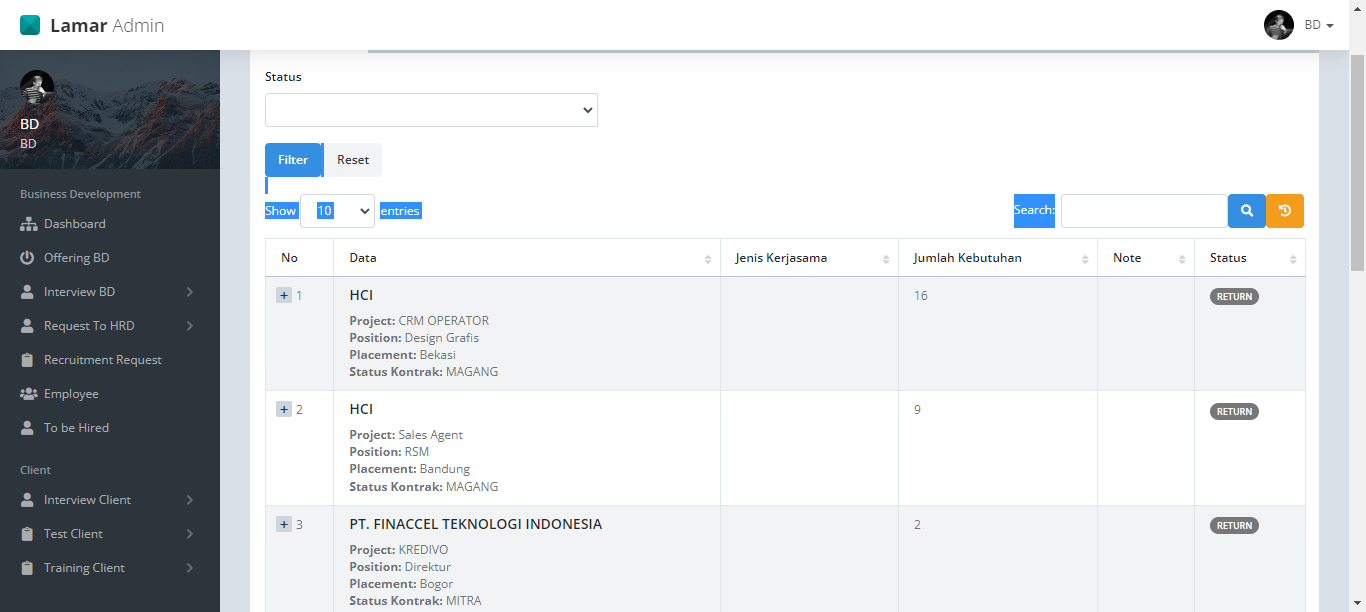 Lamar Admin
BD
BD
BD
Business Development
Dashboard
Offering BD
Interview BD
Request To HRD
Recruitment Request
Employee
To be Hired
Client
Interview Client
Test Client
Training Client
Status
Filter Reset
Show 10 entries Search:
No Data Jenis Kerjasama Jumlah Kebutuhan Note Status
+ 1 HCI 16 RETURN
Project: CRM OPERATOR
Position: Design Grafis
Placement: Bekasi
Status Kontrak: MAGANG
+ 2 HCI 9 RETURN
Project: Sales Agent
Position: RSM
Placement: Bandung
Status Kontrak: MAGANG
+ 3 PT. FINACCEL TEKNOLOGI INDONESIA 2 RETURN
Project: KREDIVO
Position: Direktur
Placement: Bogor
Status Kontrak: MITRA